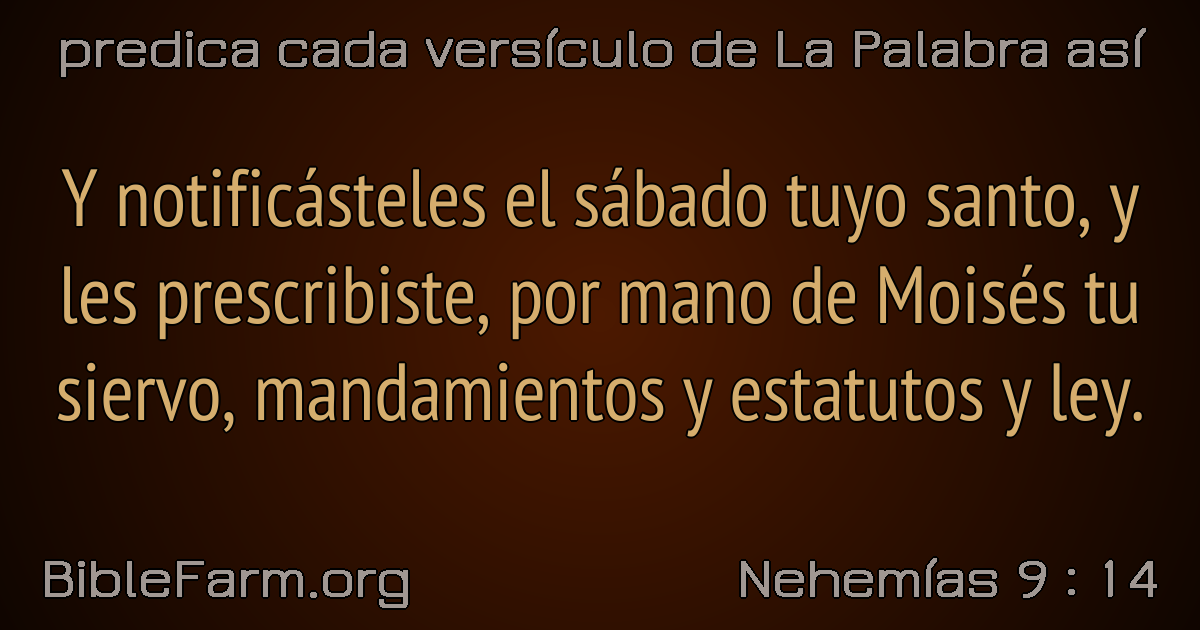 predica cada versículo de La Palabra así
Y notificásteles el sábado tuyo santo, y
les prescribiste, por mano de Moisés tu
siervo, mandamientos y estatutos y ley.
BibleFarm.org
Nehemías 9 : 14